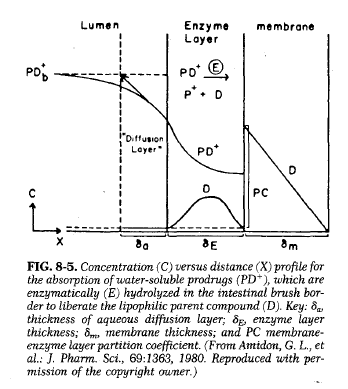 Lumen Enzyme Layer membrane
PD⁺b
PD⁺ Ⓔ →
P⁺ + D
"Diffusion
Layer"
PD⁺
D
D
PC
C
X
δa δE δm
FIG. 8-5. Concentration (C) versus distance (X) profile for
the absorption of water-soluble prodrugs (PD⁺), which are
enzymatically (E) hydrolyzed in the intestinal brush bor-
der to liberate the lipophilic parent compound (D). Key: δa,
thickness of aqueous diffusion layer; δE, enzyme layer
thickness; δm, membrane thickness; and PC membrane-
enzyme layer partition coefficient. (From Amidon, G. L., et
al.: J. Pharm. Sci., 69:1363, 1980. Reproduced with per-
mission of the copyright owner.)